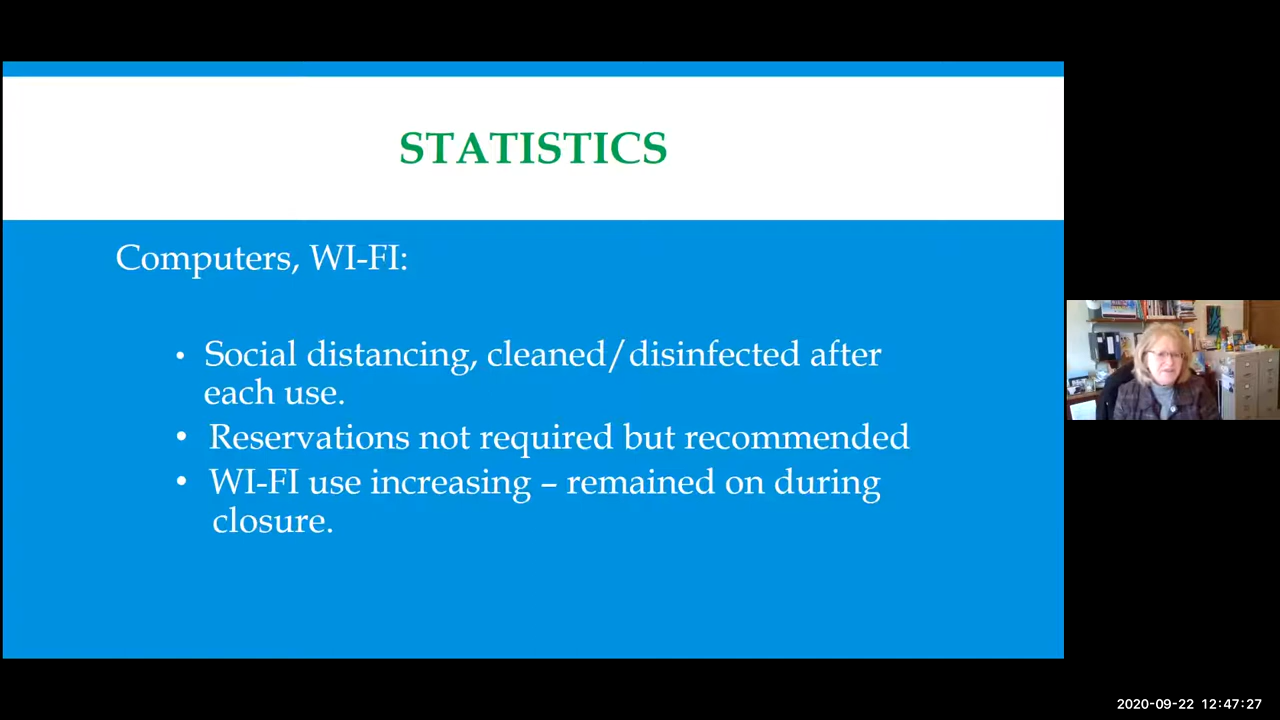 STATISTICS
Computers, WI-FI:
• Social distancing, cleaned/disinfected after
each use.
• Reservations not required but recommended
• WI-FI use increasing – remained on during
closure.
2020-09-22 12:47:27